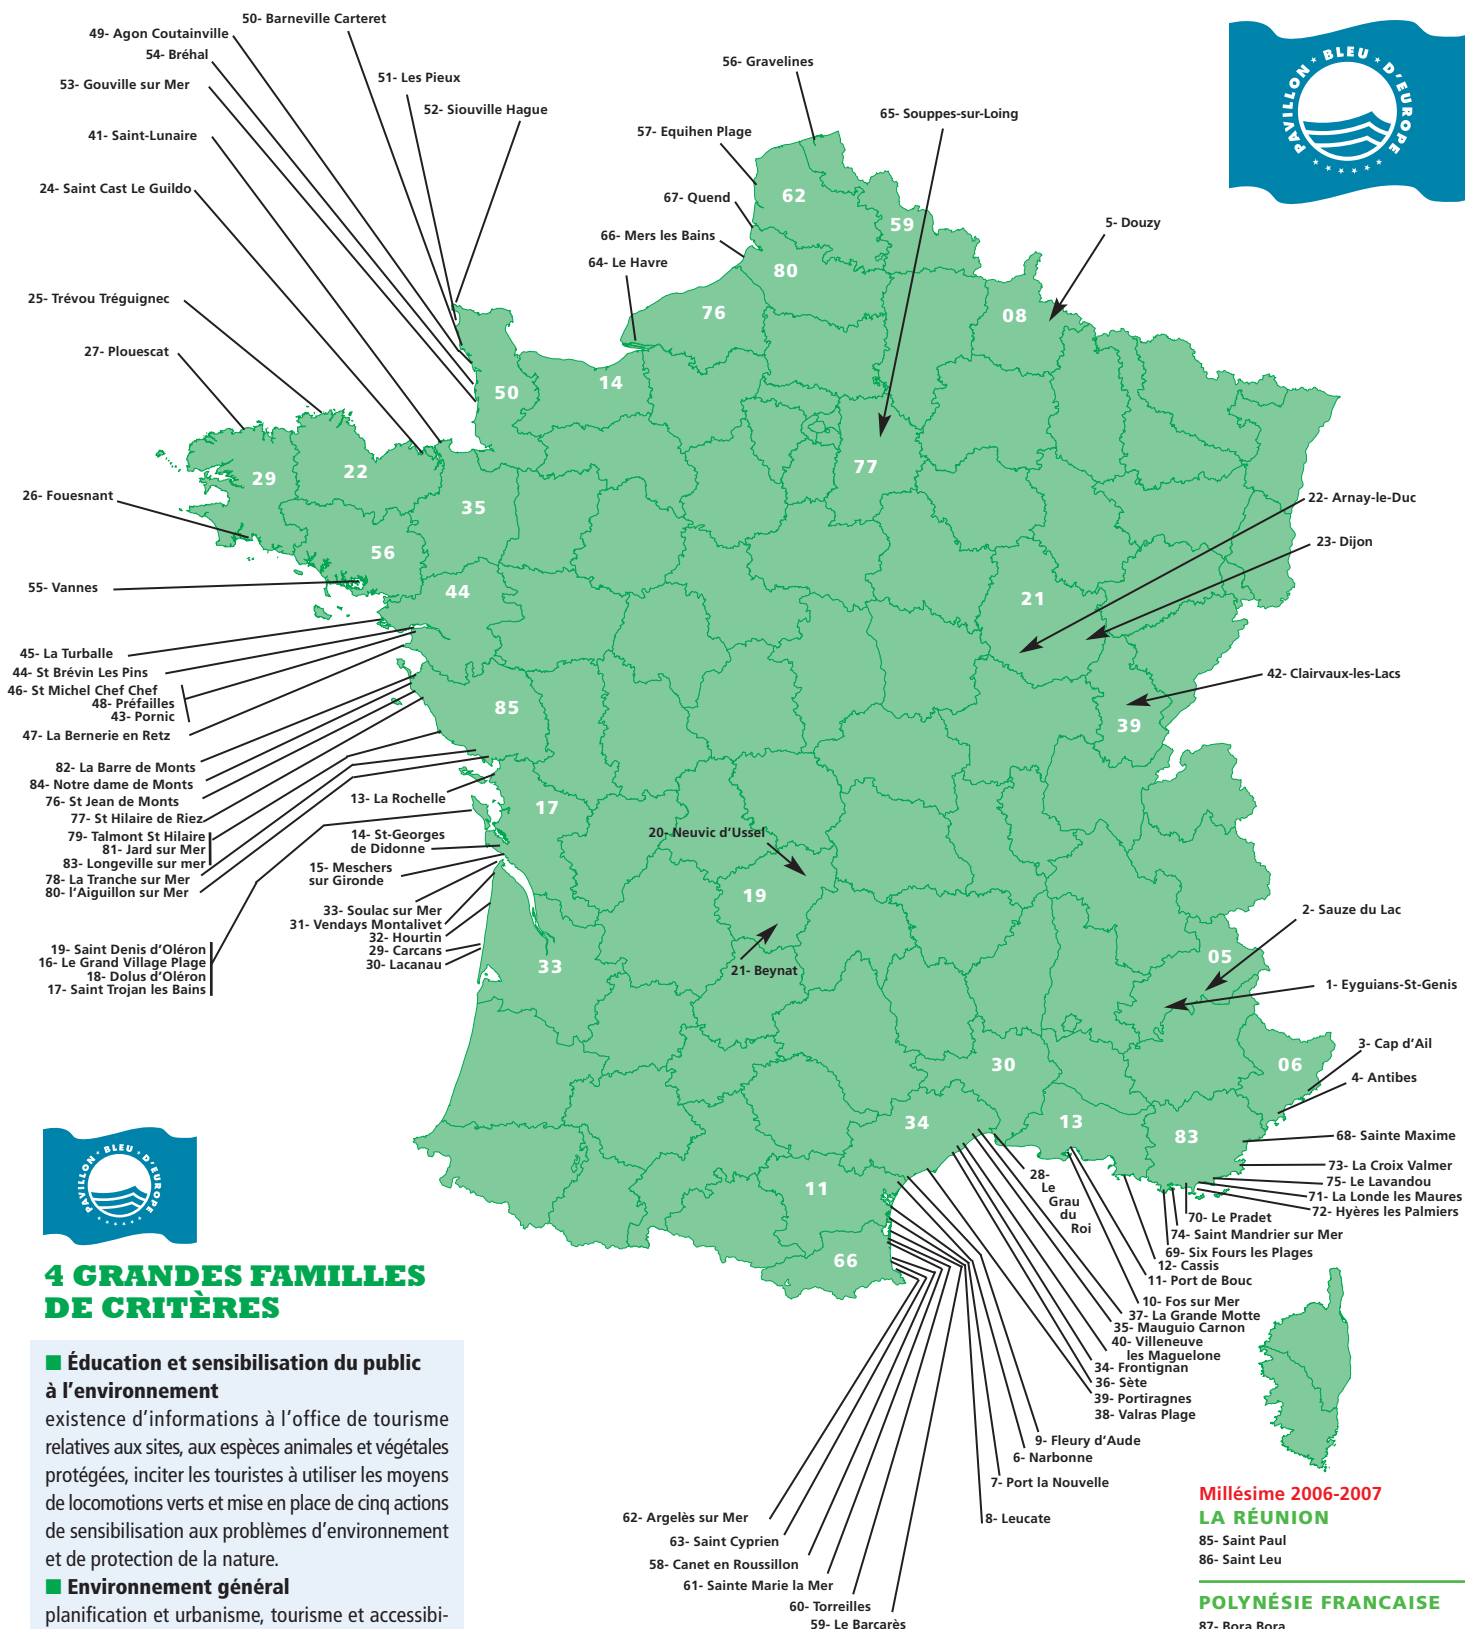 50- Barneville Carteret
49- Agon Coutainville
54- Bréhal
53- Gouville sur Mer
51- Les Pieux
52- Siouville Hague
41- Saint-Lunaire
24- Saint Cast Le Guildo
25- Trévou Tréguignec
27- Plouescat
26- Fouesnant
55- Vannes
56- Gravelines
57- Equihen Plage
67- Quend
66- Mers les Bains
64- Le Havre
65- Souppes-sur-Loing
5- Douzy
PAVILLON · BLEU · D'EUROPE
62
59
80
76
08
14
50
77
29
22
35
56
44
21
85
39
17
19
33
05
30
06
34
13
83
11
66
22- Arnay-le-Duc
23- Dijon
42- Clairvaux-les-Lacs
45- La Turballe
44- St Brévin Les Pins
46- St Michel Chef Chef
48- Préfailles
43- Pornic
47- La Bernerie en Retz
82- La Barre de Monts
84- Notre dame de Monts
76- St Jean de Monts
77- St Hilaire de Riez
79- Talmont St Hilaire
81- Jard sur Mer
83- Longeville sur mer
78- La Tranche sur Mer
80- l'Aiguillon sur Mer
13- La Rochelle
14- St-Georges
de Didonne
15- Meschers
sur Gironde
33- Soulac sur Mer
31- Vendays Montalivet
32- Hourtin
29- Carcans
30- Lacanau
19- Saint Denis d'Oléron
16- Le Grand Village Plage
18- Dolus d'Oléron
17- Saint Trojan les Bains
20- Neuvic d'Ussel
21- Beynat
2- Sauze du Lac
1- Eyguians-St-Genis
3- Cap d'Ail
4- Antibes
68- Sainte Maxime
73- La Croix Valmer
75- Le Lavandou
71- La Londe les Maures
72- Hyères les Palmiers
70- Le Pradet
74- Saint Mandrier sur Mer
69- Six Fours les Plages
12- Cassis
11- Port de Bouc
10- Fos sur Mer
28-
Le
Grau
du
Roi
37- La Grande Motte
35- Mauguio Carnon
40- Villeneuve
les Maguelone
34- Frontignan
36- Sète
39- Portiragnes
38- Valras Plage
9- Fleury d'Aude
6- Narbonne
7- Port la Nouvelle
8- Leucate
62- Argelès sur Mer
63- Saint Cyprien
58- Canet en Roussillon
61- Sainte Marie la Mer
60- Torreilles
59- Le Barcarès
PAVILLON · BLEU · D'EUROPE
4 GRANDES FAMILLES
DE CRITÈRES
■ Éducation et sensibilisation du public
à l'environnement
existence d'informations à l'office de tourisme
relatives aux sites, aux espèces animales et végétales
protégées, inciter les touristes à utiliser les moyens
de locomotions verts et mise en place de cinq actions
de sensibilisation aux problèmes d'environnement
et de protection de la nature.
■ Environnement général
planification et urbanisme, tourisme et accessibi-
Millésime 2006-2007
LA RÉUNION
85- Saint Paul
86- Saint Leu
POLYNÉSIE FRANCAISE
87- Bora Bora